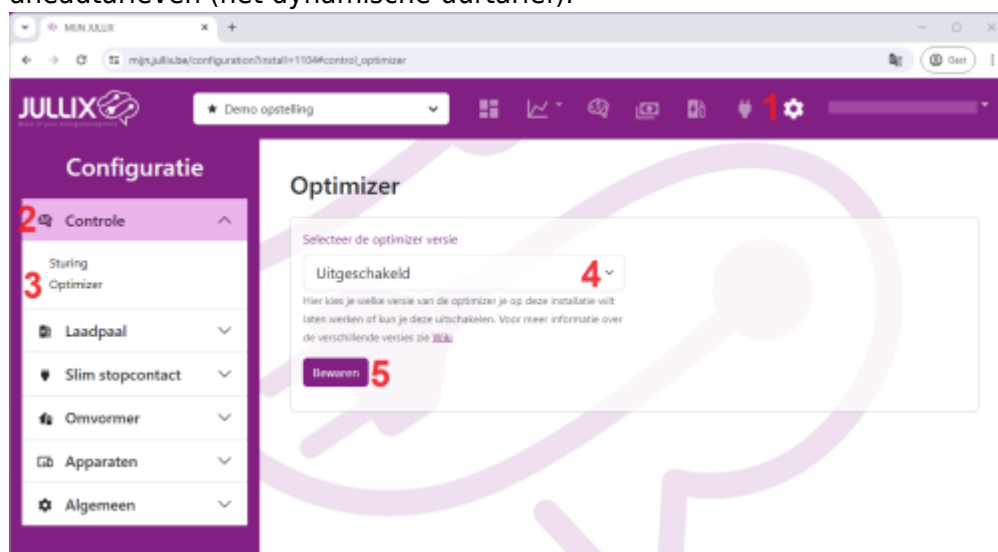 (het dynamische uurtarief).
MIJN JULLIX
mijn.jullix.be/configuration?install=1104#control_optimizer
Gast
JULLIX
Demo opstelling
1
Configuratie
Optimizer
2 Controle
Selecteer de optimizer versie
Sturing
Uitgeschakeld 4
3 Optimizer
Hier kies je welke versie van de optimizer je op deze installatie wilt
laten werken of kun je deze uitschakelen. Voor meer informatie over
de verschillende versies zie Wiki
Laadpaal
Bewaren 5
Slim stopcontact
Omvormer
Apparaten
Algemeen